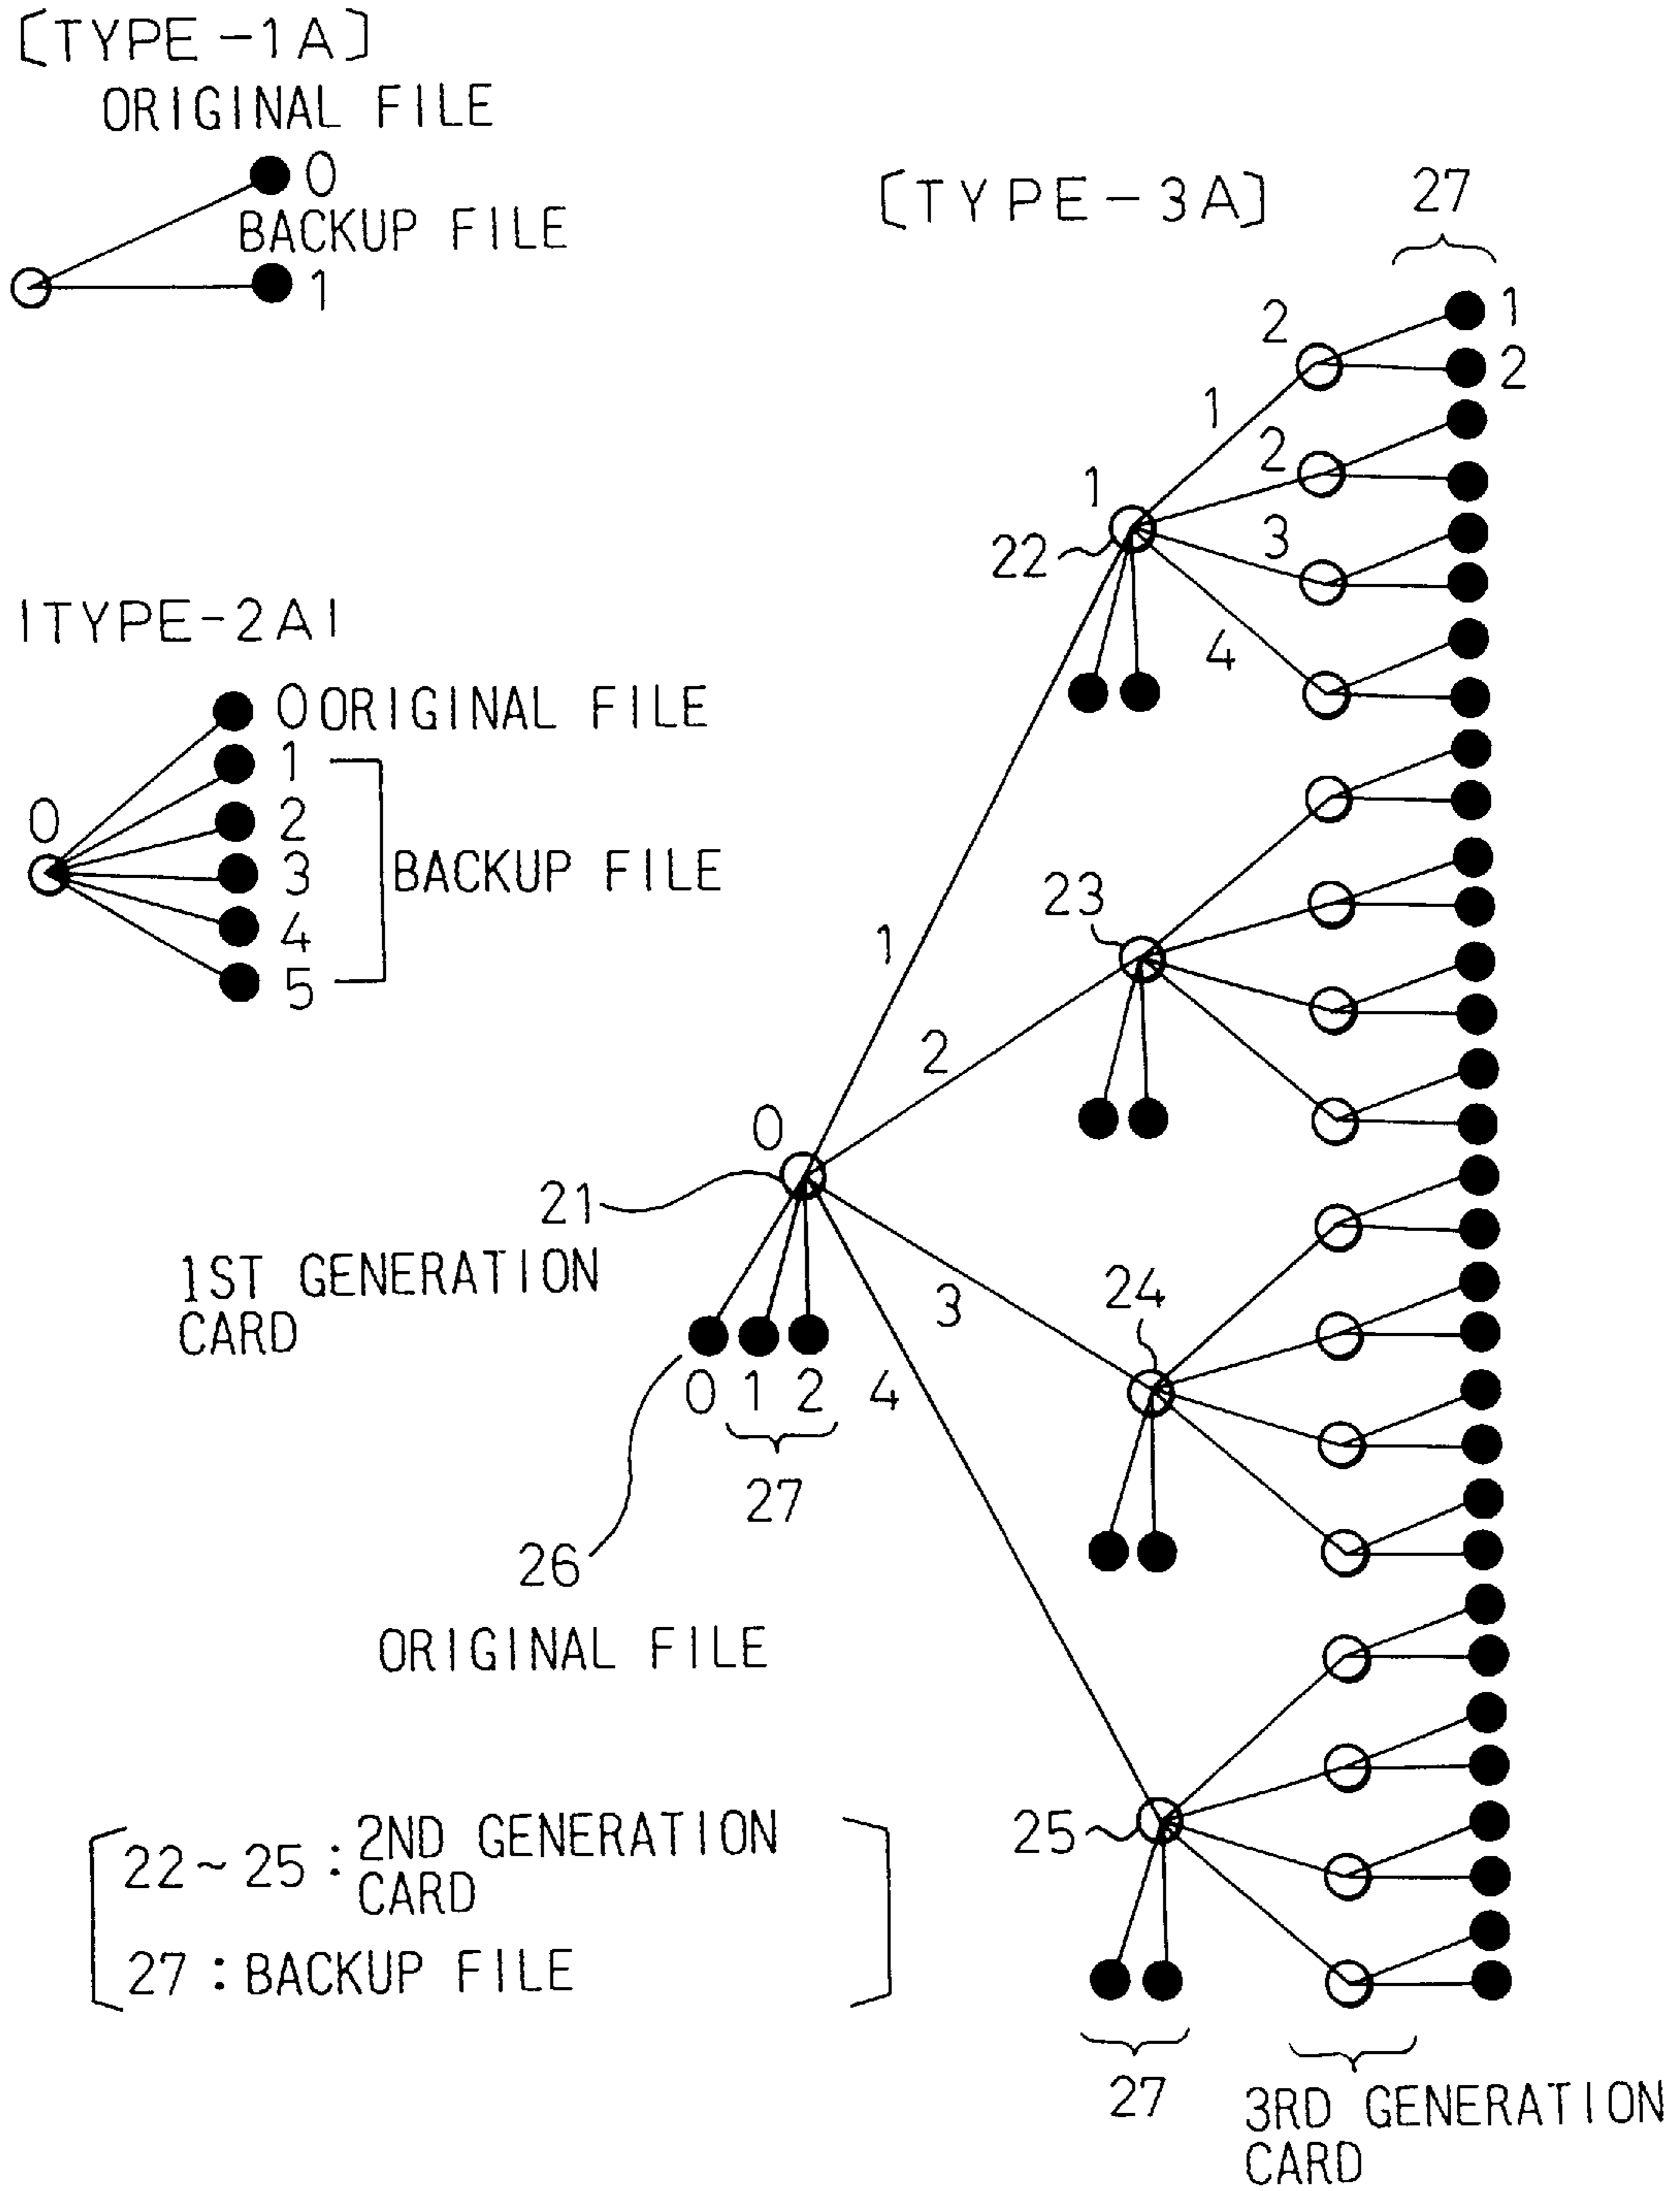 [TYPE-1A]
ORIGINAL FILE
0
BACKUP FILE
1
[TYPE-3A]
27
1
2
2
1
2
3
4
1
22
ITYPE-2AI
0 ORIGINAL FILE
1
2
3
4
5
0
BACKUP FILE
23
1
2
0
21
1ST GENERATION
CARD
3
24
0 1 2 4
27
26
ORIGINAL FILE
25
22~25 : 2ND GENERATION
CARD
27 : BACKUP FILE
27
3RD GENERATION
CARD